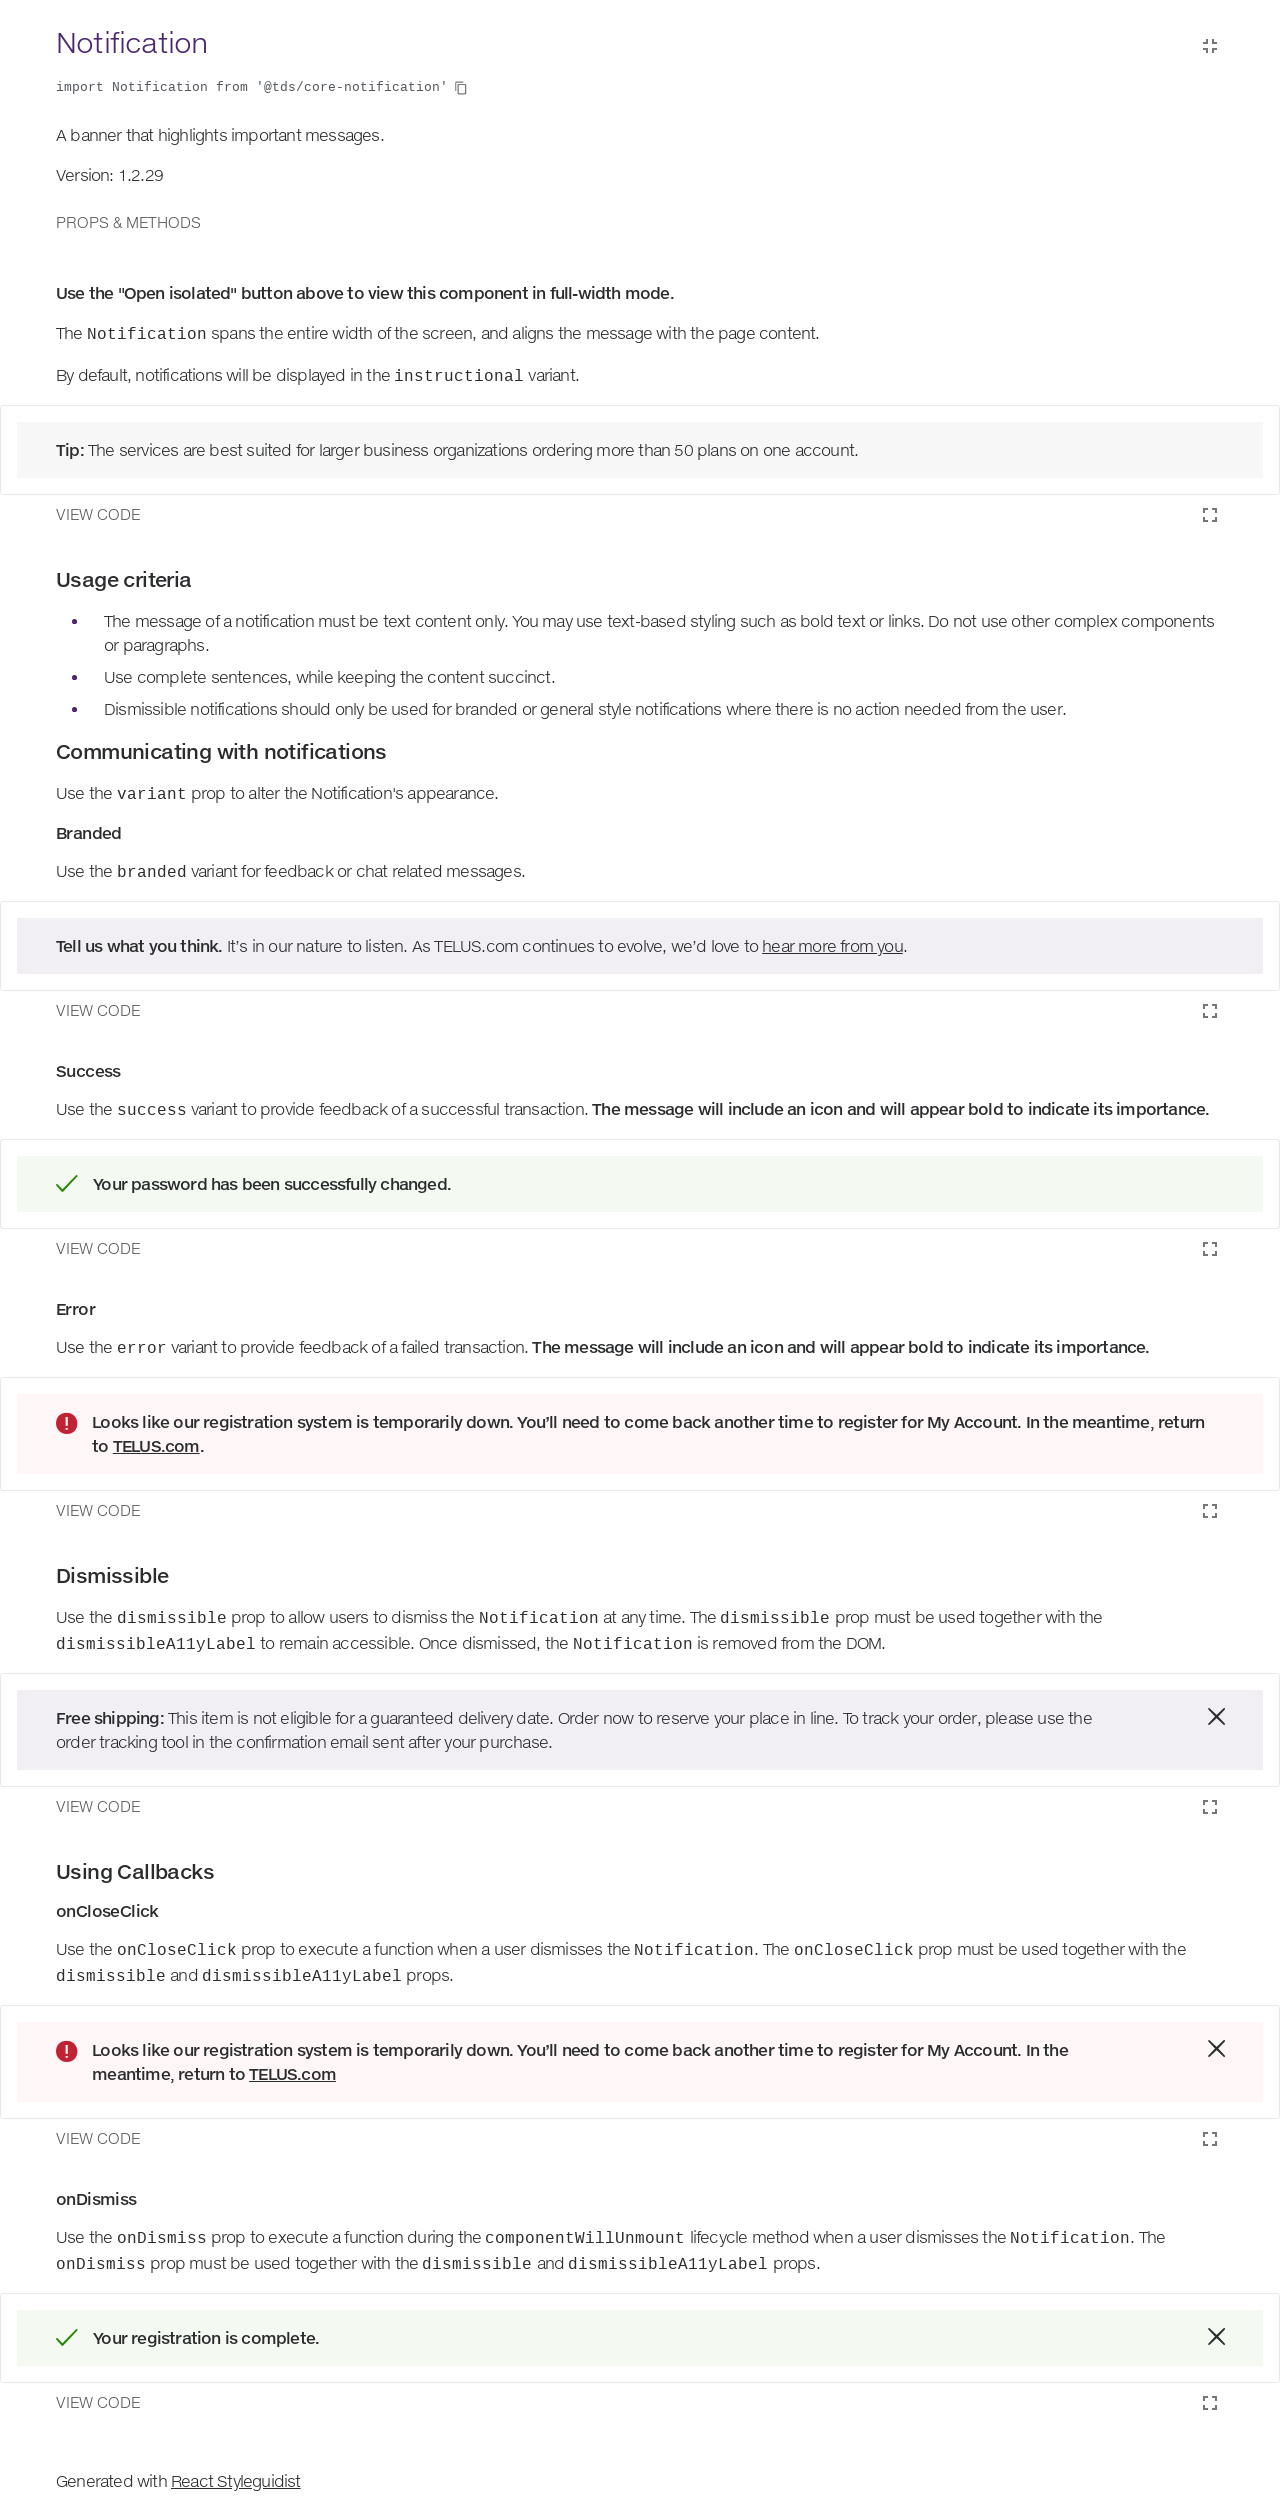 Notification
import Notification from '@tds/core-notification'
A banner that highlights important messages.
Version: 1.2.29
PROPS & METHODS
Use the "Open isolated" button above to view this component in full-width mode.
The Notification spans the entire width of the screen, and aligns the message with the page content.
By default, notifications will be displayed in the instructional variant.
Tip: The services are best suited for larger business organizations ordering more than 50 plans on one account.
VIEW CODE
Usage criteria
• The message of a notification must be text content only. You may use text-based styling such as bold text or links. Do not use other complex components
or paragraphs.
• Use complete sentences, while keeping the content succinct.
• Dismissible notifications should only be used for branded or general style notifications where there is no action needed from the user.
Communicating with notifications
Use the variant prop to alter the Notification's appearance.
Branded
Use the branded variant for feedback or chat related messages.
Tell us what you think. It's in our nature to listen. As TELUS.com continues to evolve, we'd love to hear more from you.
VIEW CODE
Success
Use the success variant to provide feedback of a successful transaction. The message will include an icon and will appear bold to indicate its importance.
Your password has been successfully changed.
VIEW CODE
Error
Use the error variant to provide feedback of a failed transaction. The message will include an icon and will appear bold to indicate its importance.
Looks like our registration system is temporarily down. You’ll need to come back another time to register for My Account. In the meantime, return
to TELUS.com.
VIEW CODE
Dismissible
Use the dismissible prop to allow users to dismiss the Notification at any time. The dismissible prop must be used together with the
dismissibleA11yLabel to remain accessible. Once dismissed, the Notification is removed from the DOM.
Free shipping: This item is not eligible for a guaranteed delivery date. Order now to reserve your place in line. To track your order, please use the
order tracking tool in the confirmation email sent after your purchase.
VIEW CODE
Using Callbacks
onCloseClick
Use the onCloseClick prop to execute a function when a user dismisses the Notification. The onCloseClick prop must be used together with the
dismissible and dismissibleA11yLabel props.
Looks like our registration system is temporarily down. You’ll need to come back another time to register for My Account. In the
meantime, return to TELUS.com
VIEW CODE
onDismiss
Use the onDismiss prop to execute a function during the componentWillUnmount lifecycle method when a user dismisses the Notification. The
onDismiss prop must be used together with the dismissible and dismissibleA11yLabel props.
Your registration is complete.
VIEW CODE
Generated with React Styleguidist